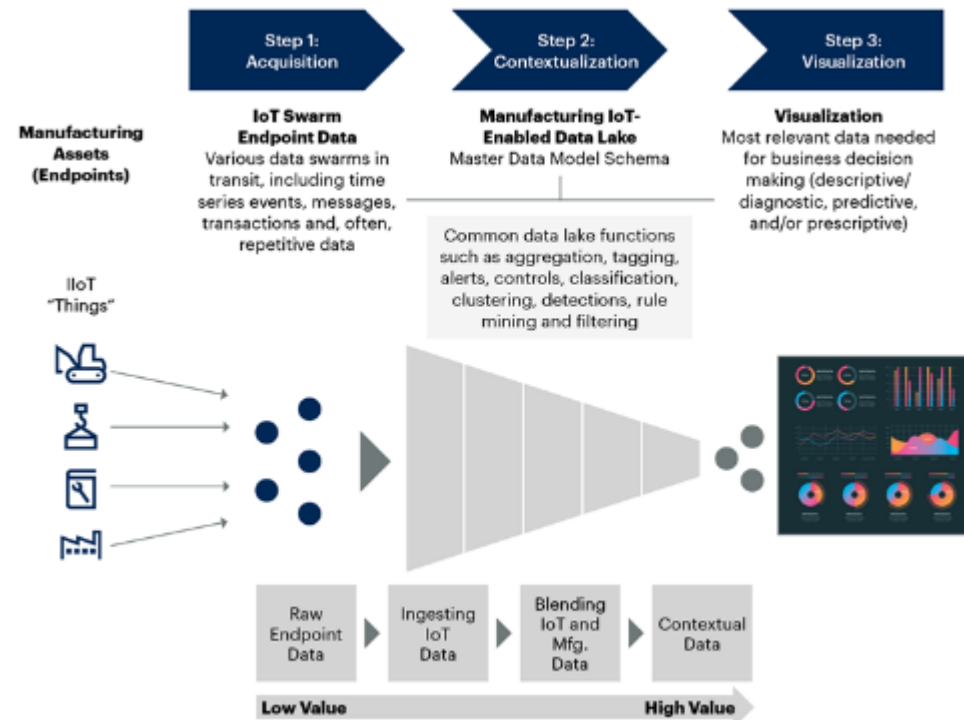 Step 1:
Acquisition
Step 2:
Contextualization
Step 3:
Visualization
Manufacturing
Assets
(Endpoints)
IoT Swarm
Endpoint Data
Various data swarms in
transit, including time
series events, messages,
transactions and, often,
repetitive data
Manufacturing IoT-
Enabled Data Lake
Master Data Model Schema
Common data lake functions
such as aggregation, tagging,
alerts, controls, classification,
clustering, detections, rule
mining and filtering
Visualization
Most relevant data needed
for business decision
making (descriptive/
diagnostic, predictive,
and/or prescriptive)
IIoT
"Things"
Raw
Endpoint
Data
Ingesting
IoT
Data
Blending
IoT and
Mfg.
Data
Contextual
Data
Low Value
High Value